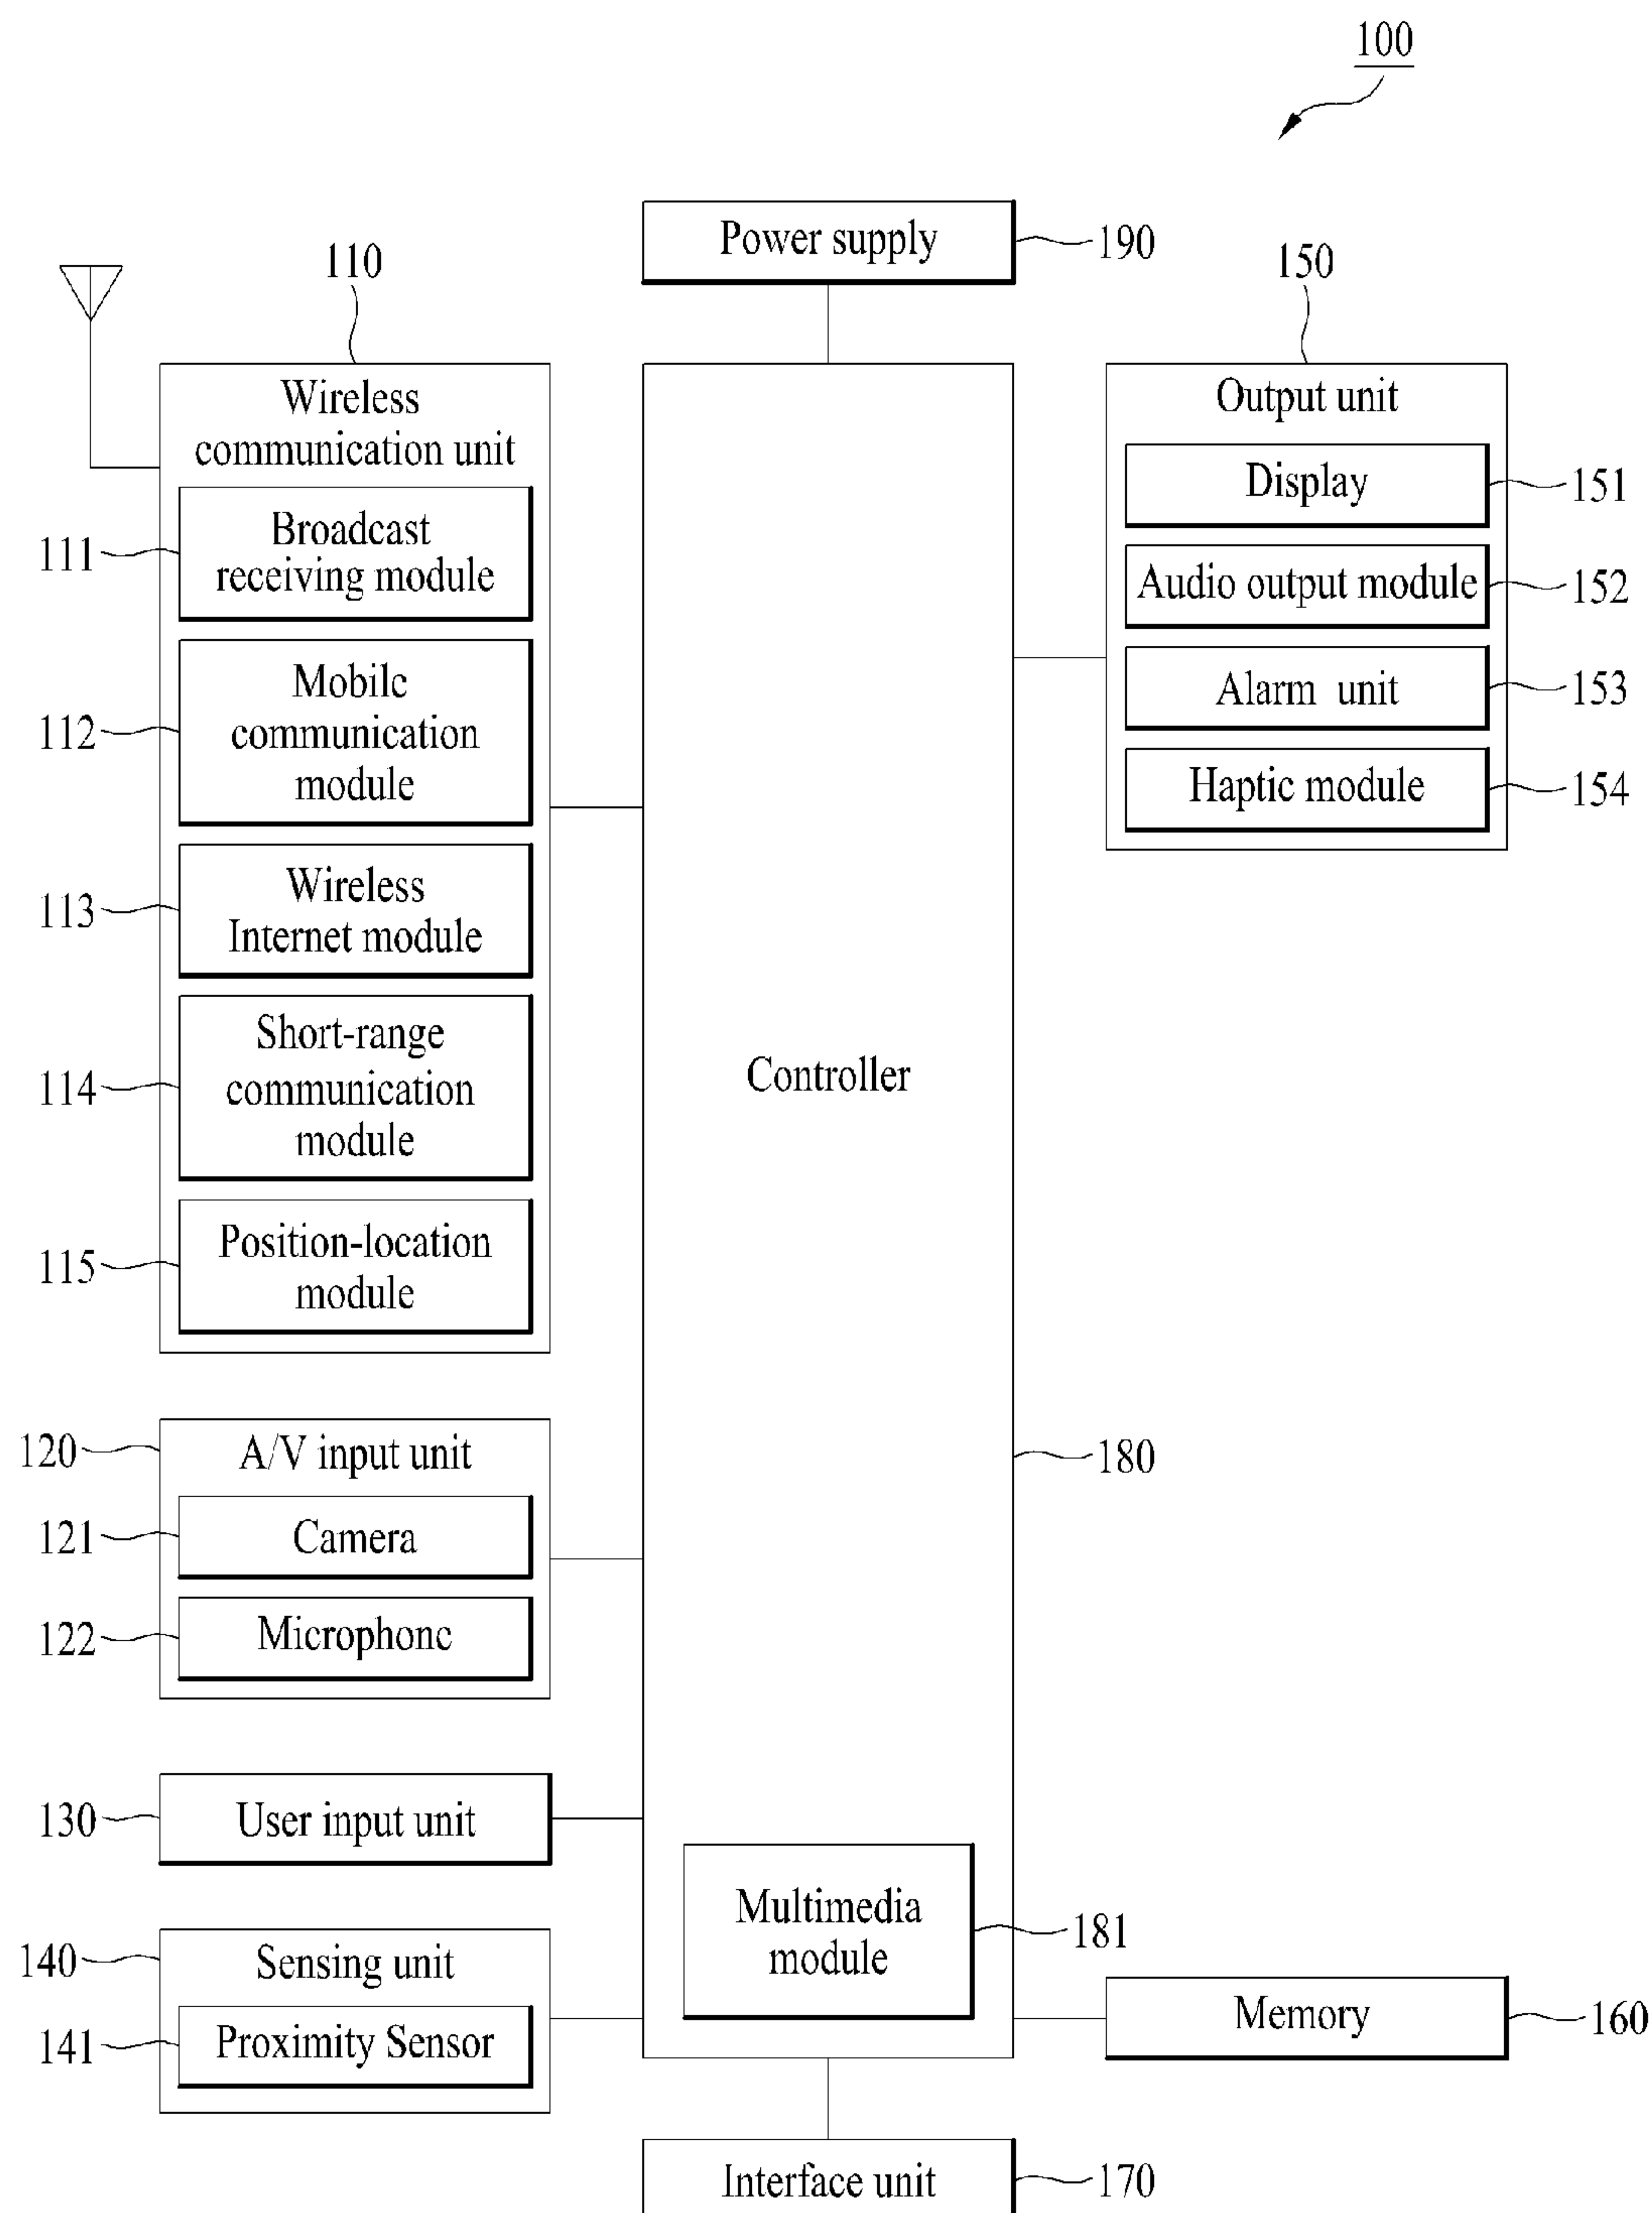 100
Power supply
190
110
150
Wireless
communication unit
Broadcast
receiving module
111
Mobile
communication
module
112
Wireless
Internet module
113
Short-range
communication
module
114
Position-location
module
115
Output unit
Display
151
Audio output module
152
Alarm unit
153
Haptic module
154
Controller
180
120
A/V input unit
121
Camera
122
Microphone
130
User input unit
140
Sensing unit
141
Proximity Sensor
Multimedia
module
181
Memory
160
Interface unit
170